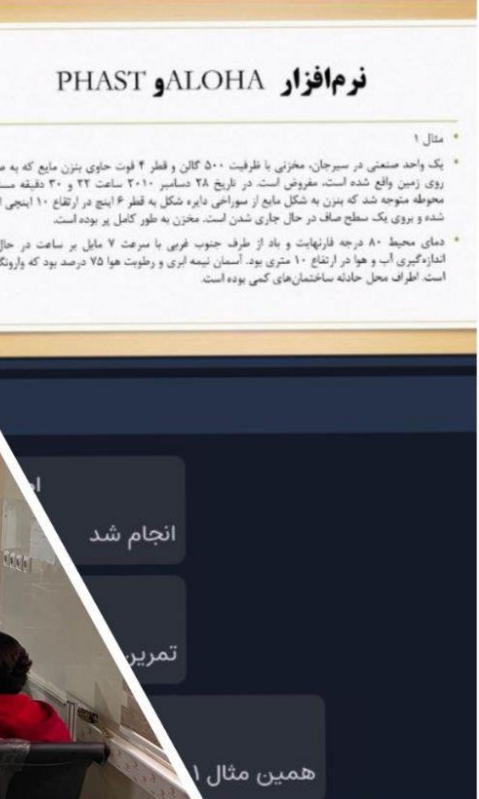 نرم‌افزار ALOHA و PHAST
مثال ۱
یک واحد صنعتی در سیرجان، مخزنی با ظرفیت ۵۰۰ گالن و قطر ۴ فوت حاوی بنزن مایع که به
روی زمین واقع شده است، مفروض است. در تاریخ ۲۸ دسامبر ۲۰۱۰ ساعت ۲۲ و ۳۰ دقیقه
محوطه متوجه شد که بنزن به شکل مایع از سوراخی دایره شکل به قطر ۶ اینچ در ارتفاع ۱۰ اینچی
شده و بروی یک سطح صاف در حال جاری شدن است. مخزن به طور کامل پر بوده است.
دمای محیط ۸۰ درجه فارنهایت و باد از طرف جنوب غربی با سرعت ۷ مایل بر ساعت در حال
اندازه‌گیری آب و هوا در ارتفاع ۱۰ متری بود. آسمان نیمه ابری و رطوبت هوا ۷۵ درصد بود که
است. اطراف محل حادثه ساختمان‌های کمی بوده است.
انجام شد
تمرین
همین مثال ۱